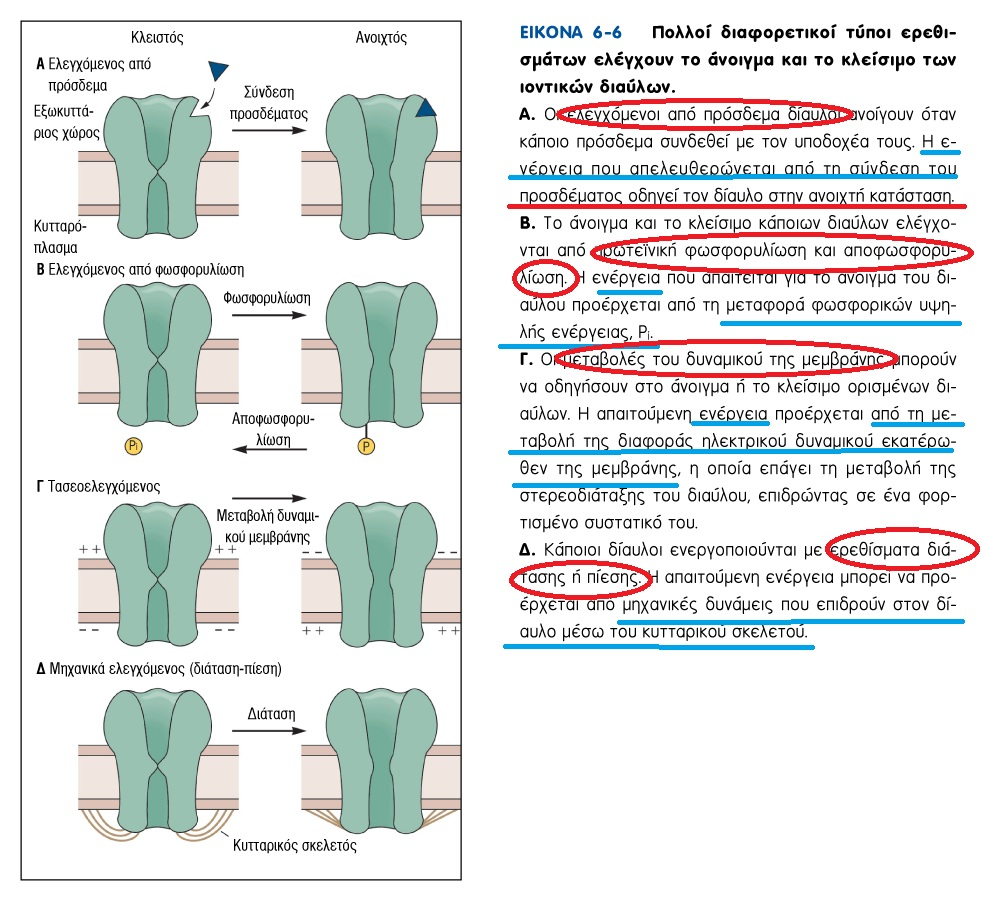 Κλειστός
Ανοιχτός
Α Ελεγχόμενος από
πρόσδεμα
Εξωκυττά-
ριος χώρος
Σύνδεση
προσδέματος
Κυτταρό-
πλασμα
Β Ελεγχόμενος από φωσφορυλίωση
Φωσφορυλίωση
Αποφωσφορυ-
λίωση
Pi
P
Γ Τασεοελεγχόμενος
Μεταβολή δυναμι-
κού μεμβράνης
++ ++
-- --
-- --
++ ++
Δ Μηχανικά ελεγχόμενος (διάταση-πίεση)
Διάταση
Κυτταρικός σκελετός
ΕΙΚΟΝΑ 6-6 Πολλοί διαφορετικοί τύποι ερεθι-
σμάτων ελέγχουν το άνοιγμα και το κλείσιμο των
ιοντικών διαύλων.
Α. Οι ελεγχόμενοι από πρόσδεμα δίαυλοι ανοίγουν όταν
κάποιο πρόσδεμα συνδεθεί με τον υποδοχέα τους. Η ε-
νέργεια που απελευθερώνεται από τη σύνδεση του
προσδέματος οδηγεί τον δίαυλο στην ανοιχτή κατάσταση.
Β. Το άνοιγμα και το κλείσιμο κάποιων διαύλων ελέγχο-
νται από πρωτεϊνική φωσφορυλίωση και αποφωσφορυ-
λίωση. Η ενέργεια που απαιτείται για το άνοιγμα του δι-
αύλου προέρχεται από τη μεταφορά φωσφορικών υψη-
λής ενέργειας, Pi.
Γ. Οι μεταβολές του δυναμικού της μεμβράνης μπορούν
να οδηγήσουν στο άνοιγμα ή το κλείσιμο ορισμένων δι-
αύλων. Η απαιτούμενη ενέργεια προέρχεται από τη με-
ταβολή της διαφοράς ηλεκτρικού δυναμικού εκατέρω-
θεν της μεμβράνης, η οποία επάγει τη μεταβολή της
στερεοδιάταξης του διαύλου, επιδρώντας σε ένα φορ-
τισμένο συστατικό του.
Δ. Κάποιοι δίαυλοι ενεργοποιούνται με ερεθίσματα διά-
τασης ή πίεσης. Η απαιτούμενη ενέργεια μπορεί να προ-
έρχεται από μηχανικές δυνάμεις που επιδρούν στον δί-
αυλο μέσω του κυτταρικού σκελετού.